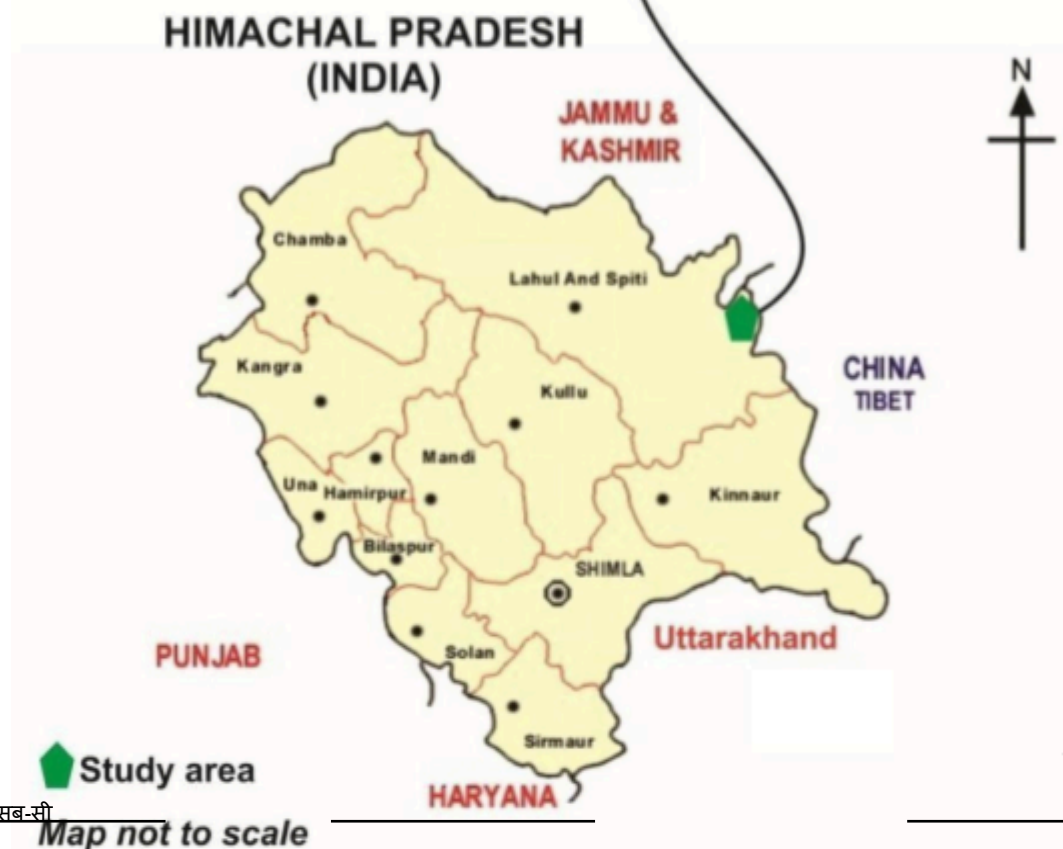 HIMACHAL PRADESH
(INDIA)
N
JAMMU &
KASHMIR
Chamba
Lahul And Spiti
Kangra
CHINA
TIBET
Kullu
Mandi
Una
Hamirpur
Kinnaur
Bilaspur
SHIMLA
Uttarakhand
PUNJAB
Solan
Sirmaur
Study area
HARYANA
सब-सी
Map not to scale